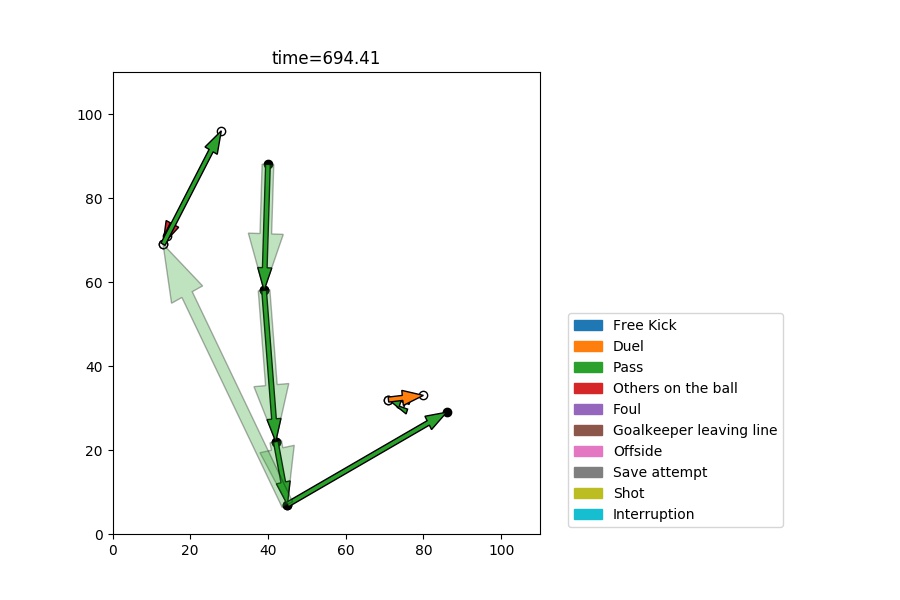 time=694.41
100
80
60
40
20
0
0 20 40 60 80 100
Free Kick
Duel
Pass
Others on the ball
Foul
Goalkeeper leaving line
Offside
Save attempt
Shot
Interruption